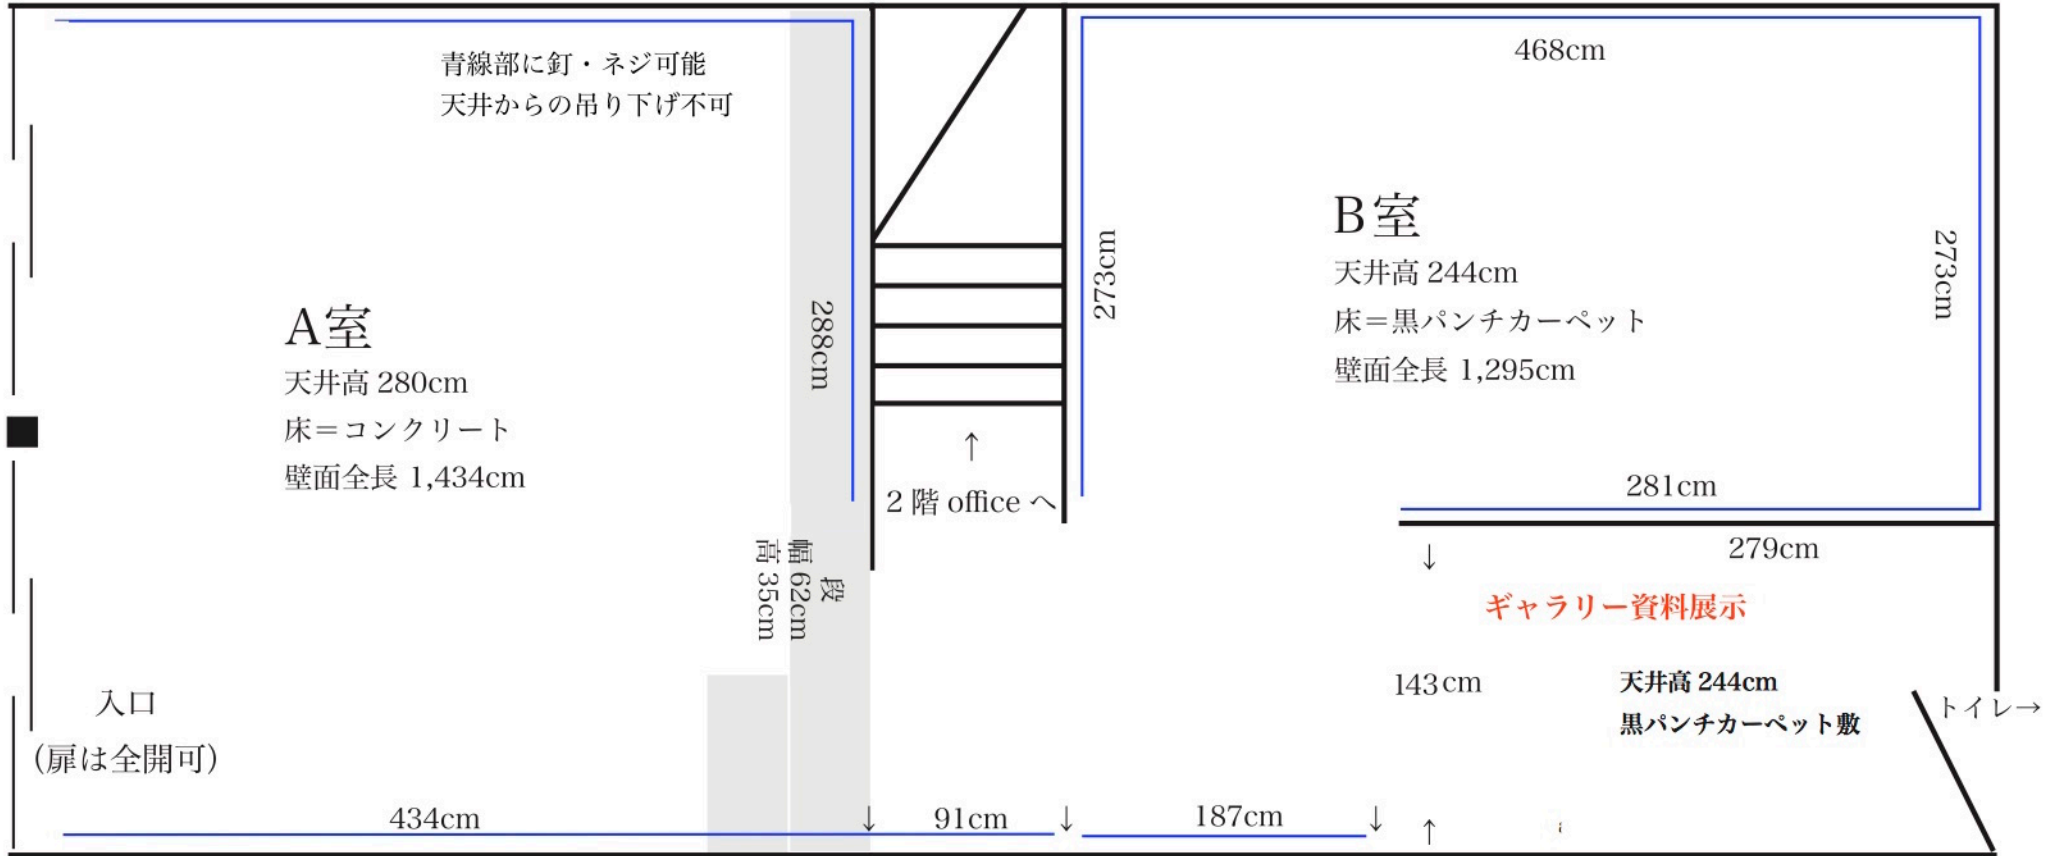 青線部に釘・ネジ可能
天井からの吊り下げ不可
A室
天井高 280cm
床＝コンクリート
壁面全長 1,434cm
288cm
段
幅 62cm
高 35cm
入口
(扉は全開可)
434cm
↑
2 階 office へ
↓
91cm
↓
187cm
↓
468cm
273cm
B室
天井高 244cm
床＝黒パンチカーペット
壁面全長 1,295cm
273cm
281cm
↓
279cm
ギャラリー資料展示
143cm
天井高 244cm
黒パンチカーペット敷
トイレ→
↑